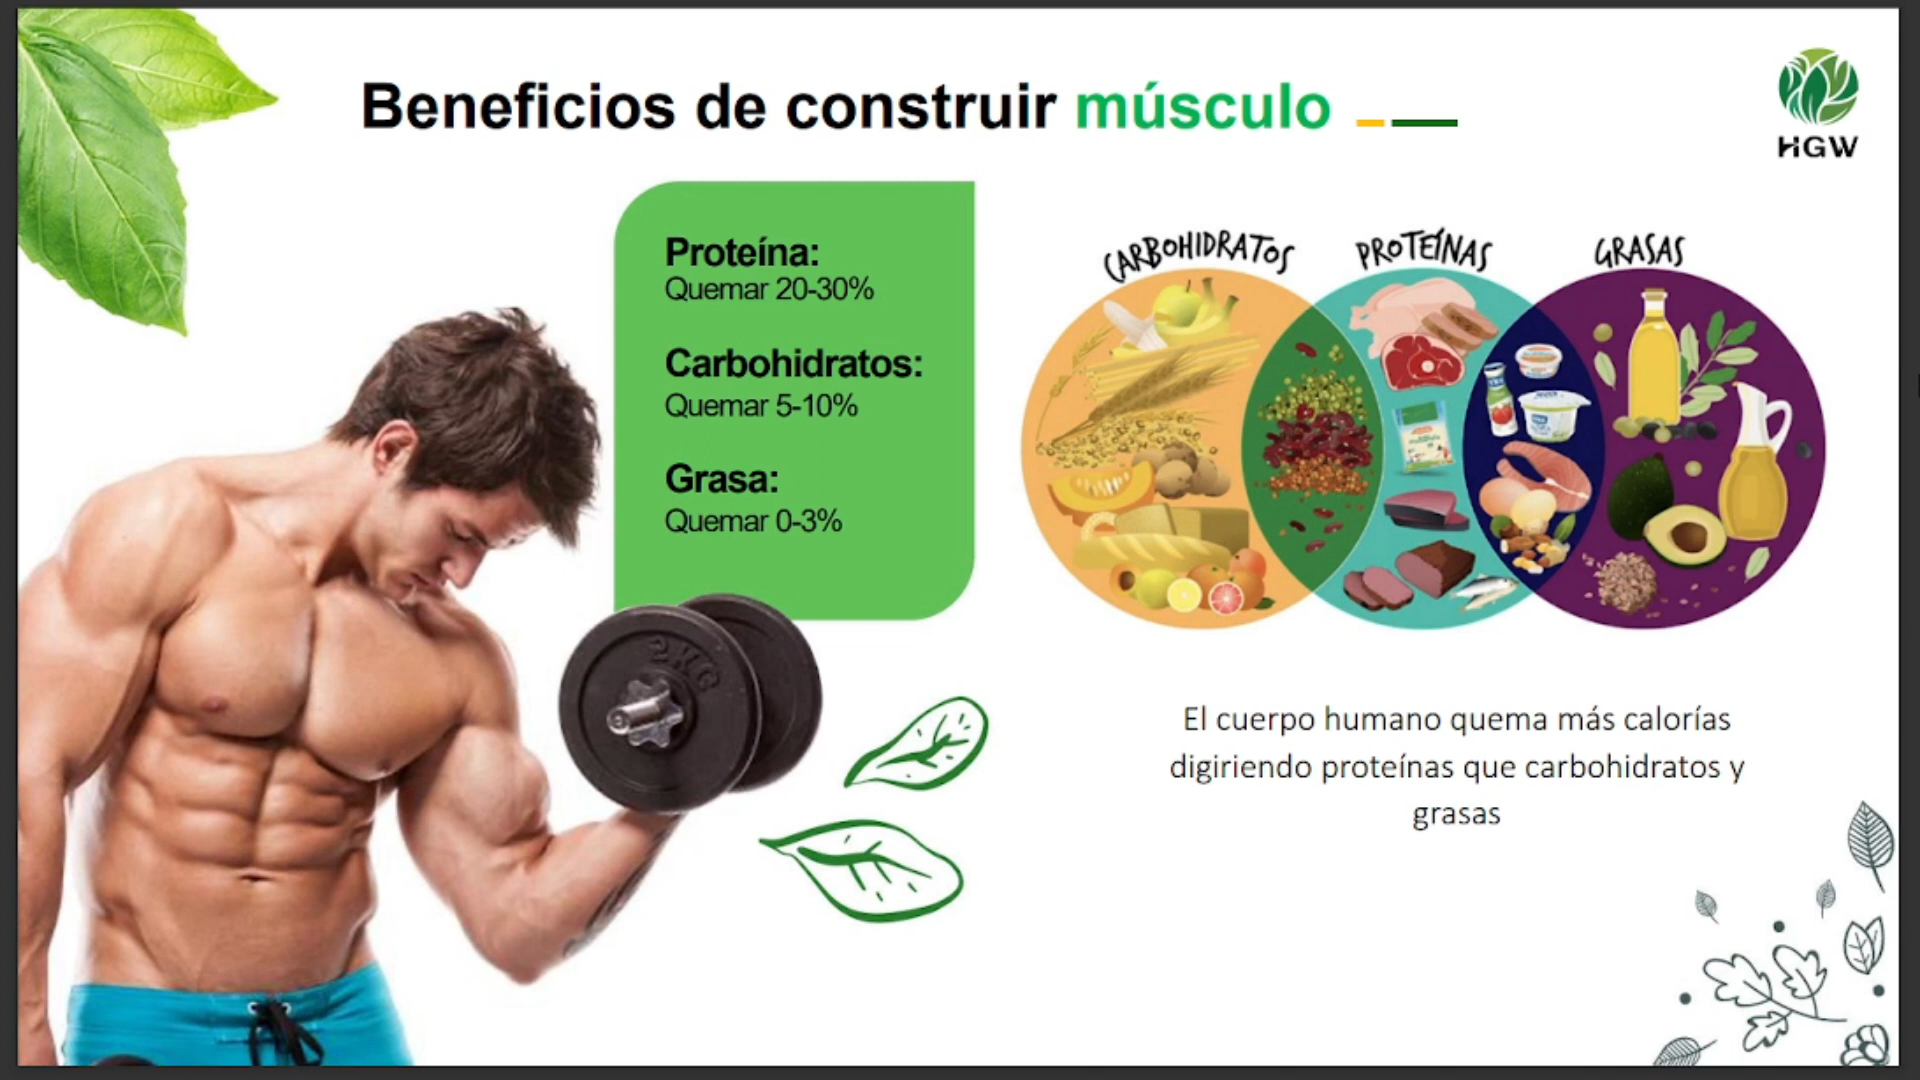 Beneficios de construir músculo
HGW
Proteína:
Quemar 20-30%
Carbohidratos:
Quemar 5-10%
Grasa:
Quemar 0-3%
CARBOHIDRATOS
PROTEÍNAS
GRASAS
2KG
El cuerpo humano quema más calorías
digiriendo proteínas que carbohidratos y
grasas